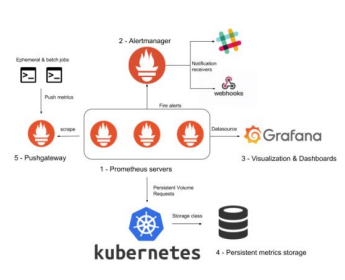 2 - Alertmanager
Ephemeral & batch jobs
>_ >_
Notification
receivers
webhooks
Push metrics
Fire alerts
scrape
Datasource
Grafana
5 - Pushgateway
3 - Visualization & Dashboards
1 - Prometheus servers
Persistent Volume
Requests
Storage class
kubernetes
4 - Persistent metrics storage